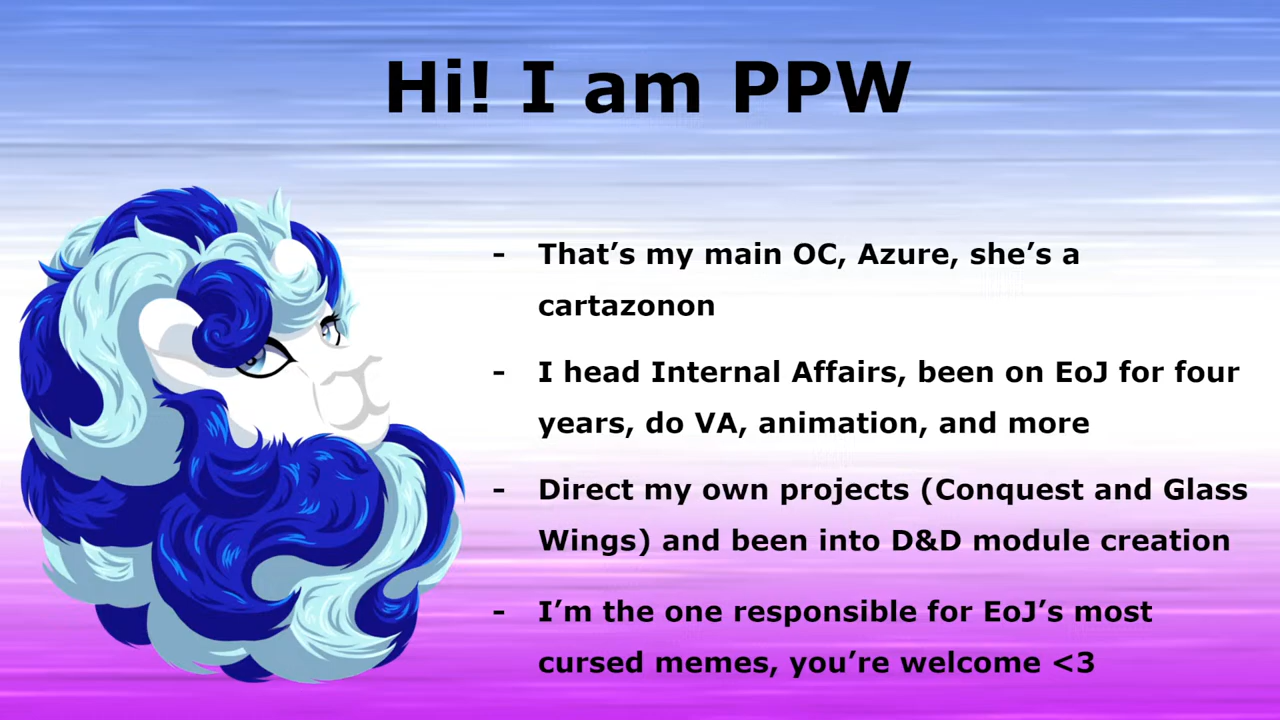 Hi! I am PPW
- That’s my main OC, Azure, she’s a
cartazonon
- I head Internal Affairs, been on EoJ for four
years, do VA, animation, and more
- Direct my own projects (Conquest and Glass
Wings) and been into D&D module creation
- I’m the one responsible for EoJ’s most
cursed memes, you’re welcome <3